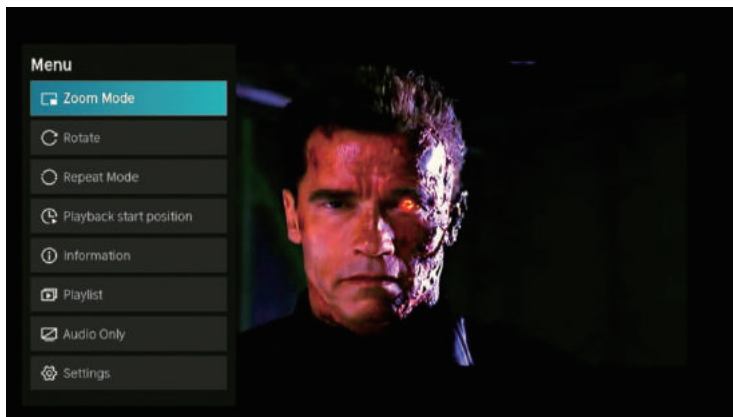 Menu
Zoom Mode
Rotate
Repeat Mode
Playback start position
Information
Playlist
Audio Only
Settings